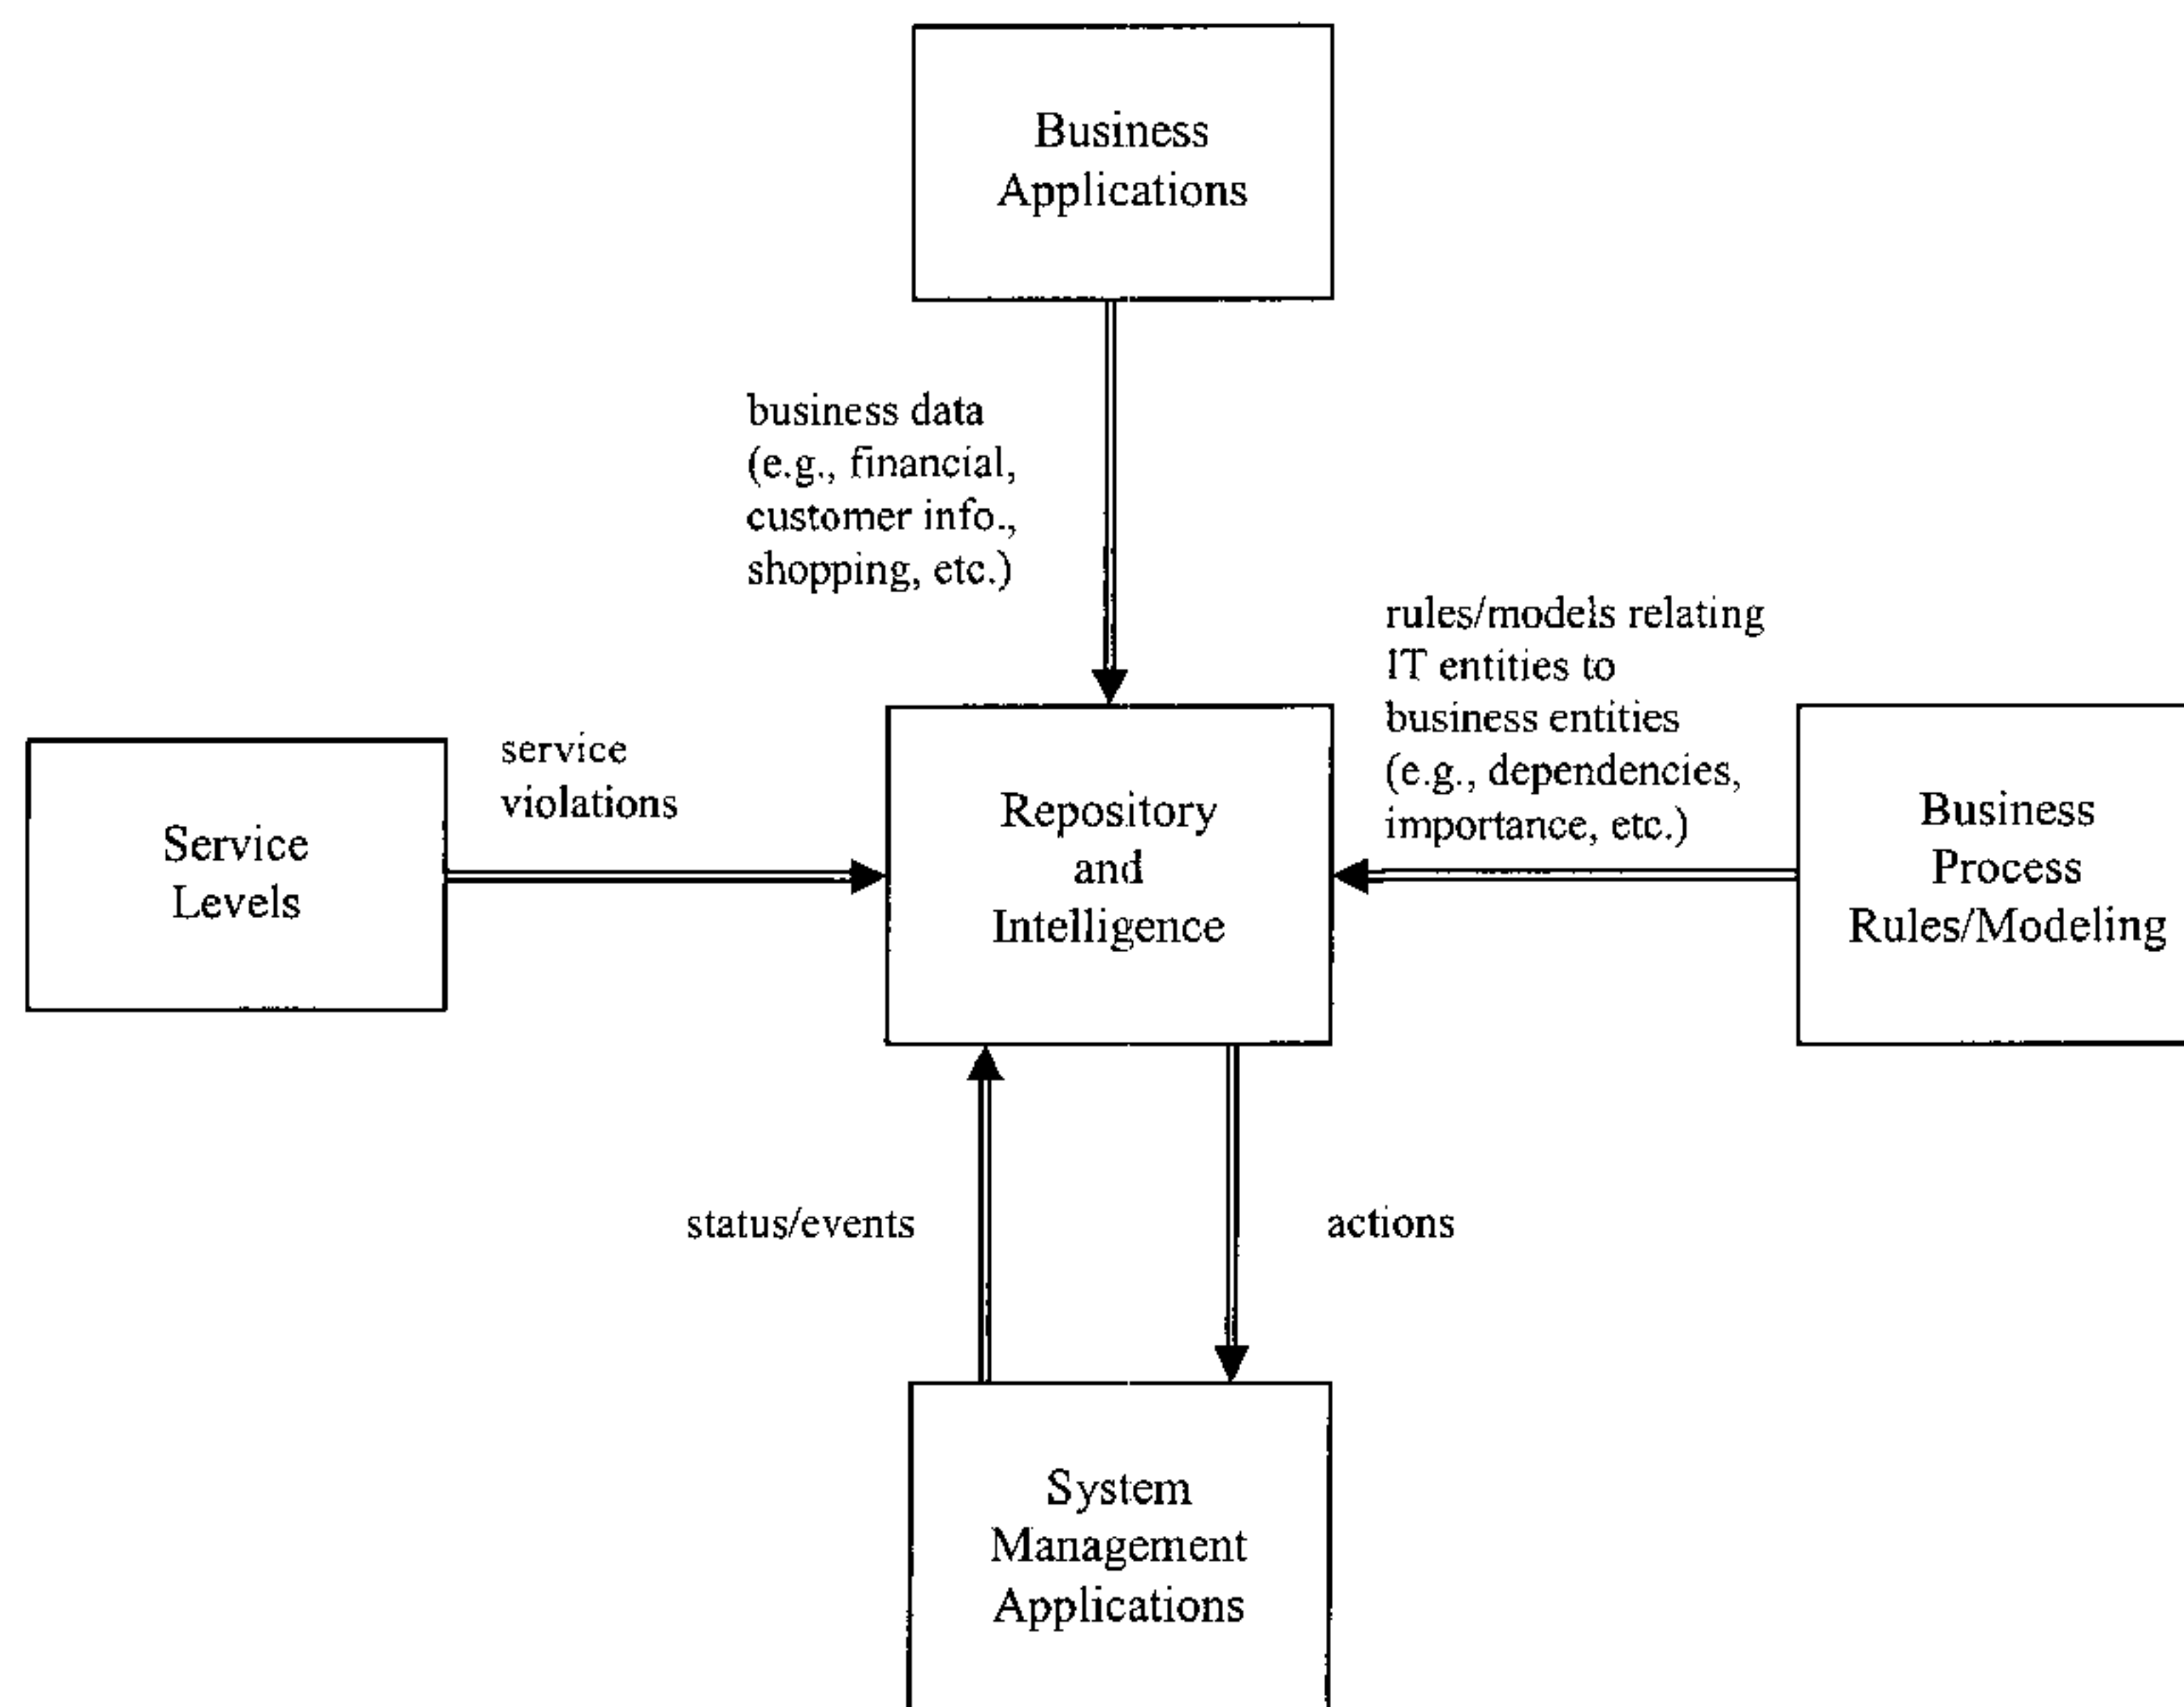 Business
Applications
business data
(e.g., financial,
customer info.,
shopping, etc.)
rules/models relating
IT entities to
business entities
(e.g., dependencies,
importance, etc.)
service
violations
Service
Levels
Repository
and
Intelligence
Business
Process
Rules/Modeling
status/events
actions
System
Management
Applications